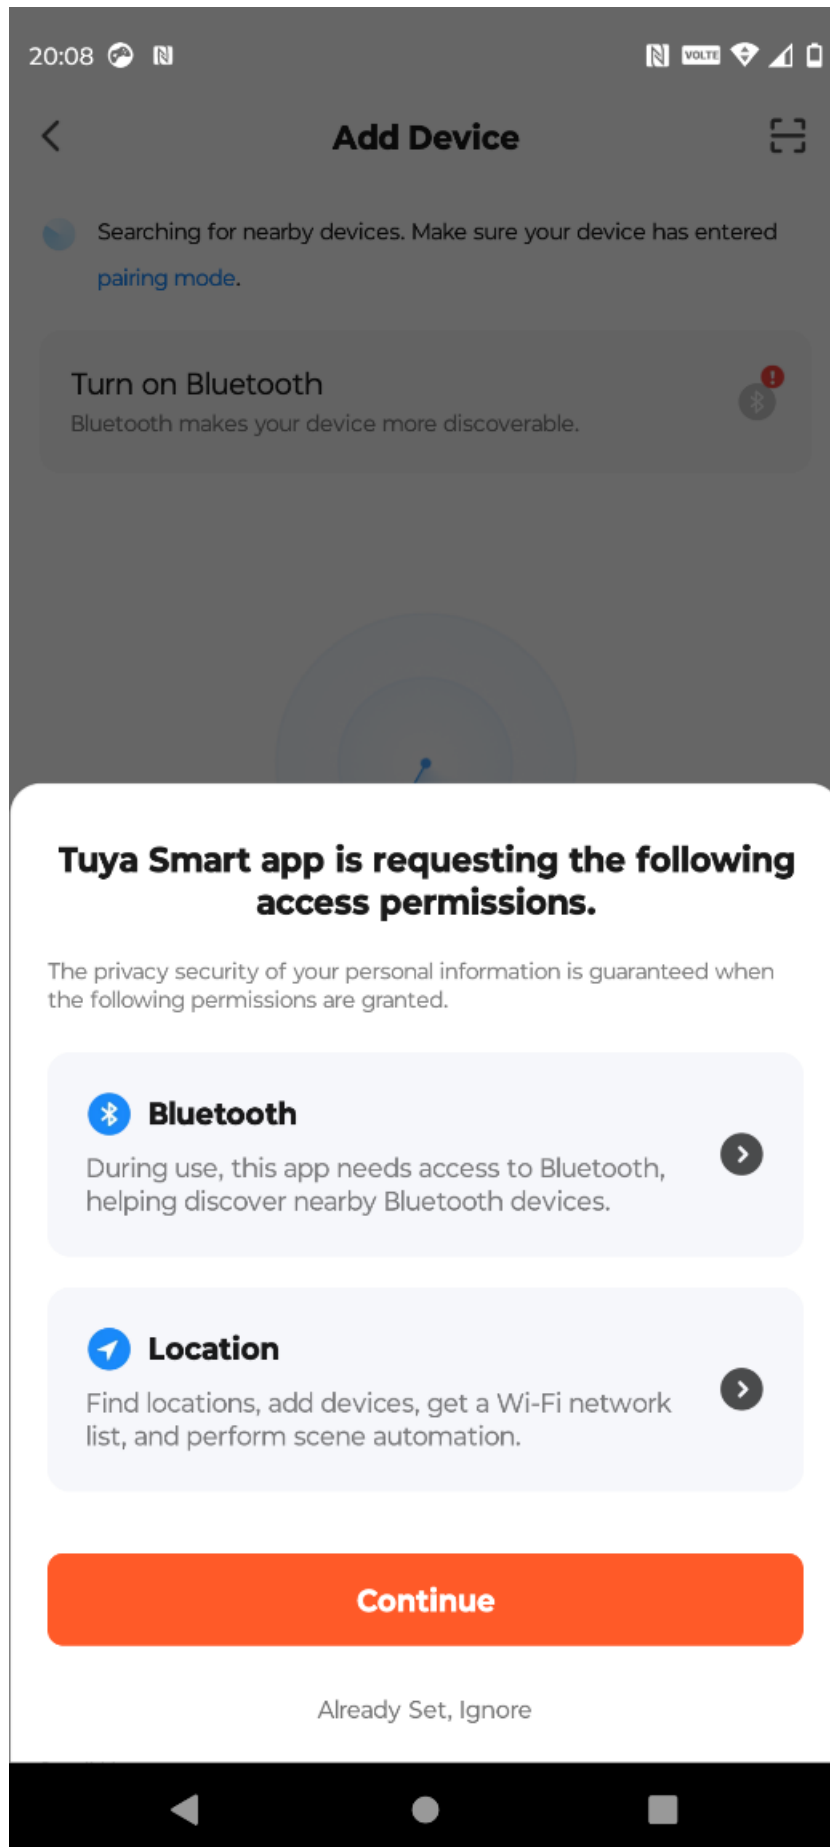 20:08
VOLTE
Add Device
Searching for nearby devices. Make sure your device has entered
pairing mode.
Turn on Bluetooth
Bluetooth makes your device more discoverable.
Tuya Smart app is requesting the following
access permissions.
The privacy security of your personal information is guaranteed when
the following permissions are granted.
Bluetooth
During use, this app needs access to Bluetooth,
helping discover nearby Bluetooth devices.
Location
Find locations, add devices, get a Wi-Fi network
list, and perform scene automation.
Continue
Already Set, Ignore